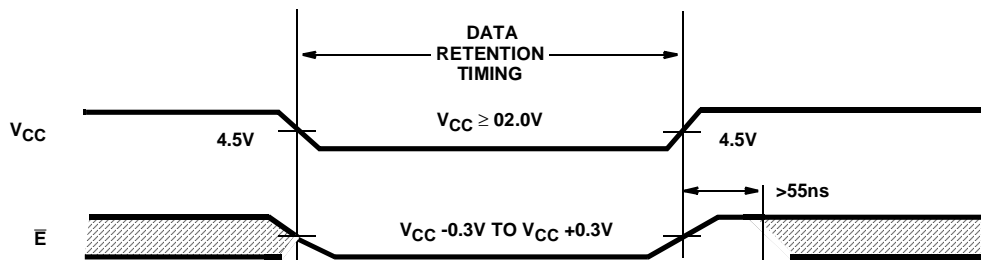 DATA
RETENTION
TIMING
VCC
4.5V
VCC ≥ 02.0V
4.5V
>55ns
E̅
VCC -0.3V TO VCC +0.3V